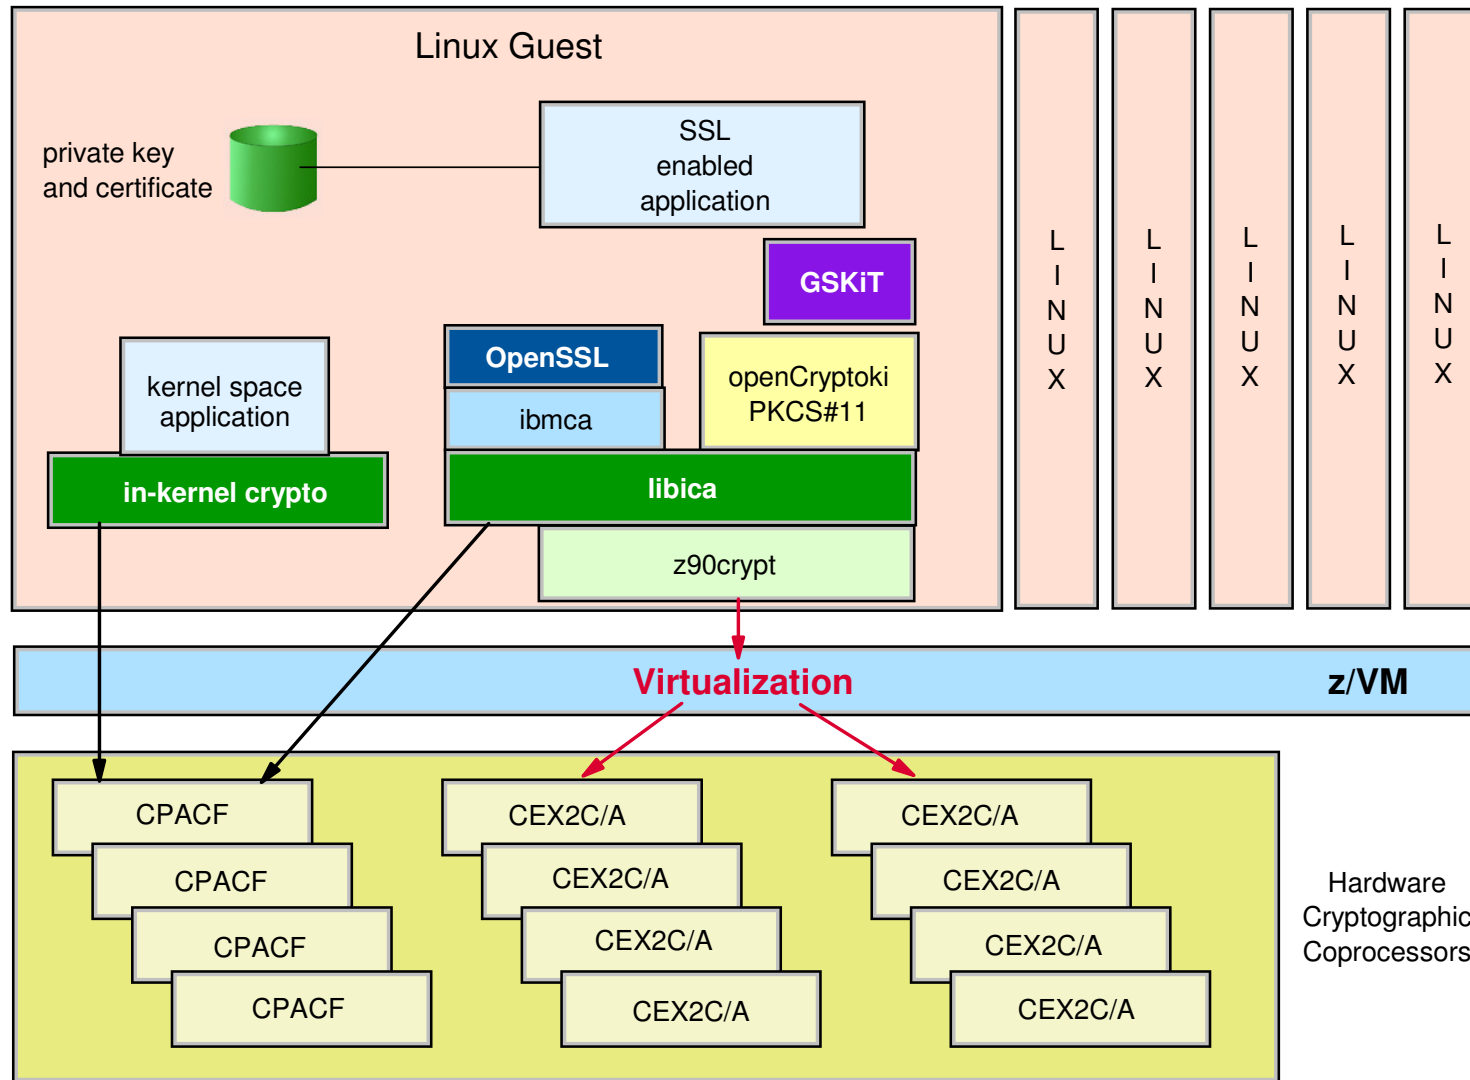 Linux Guest
private key
and certificate
SSL
enabled
application
GSKiT
OpenSSL
ibmca
openCryptoki
PKCS#11
kernel space
application
in-kernel crypto
libica
z90crypt
L
I
N
U
X
L
I
N
U
X
L
I
N
U
X
L
I
N
U
X
L
I
N
U
X
Virtualization
z/VM
CPACF
CPACF
CPACF
CPACF
CEX2C/A
CEX2C/A
CEX2C/A
CEX2C/A
CEX2C/A
CEX2C/A
CEX2C/A
CEX2C/A
Hardware
Cryptographic
Coprocessors